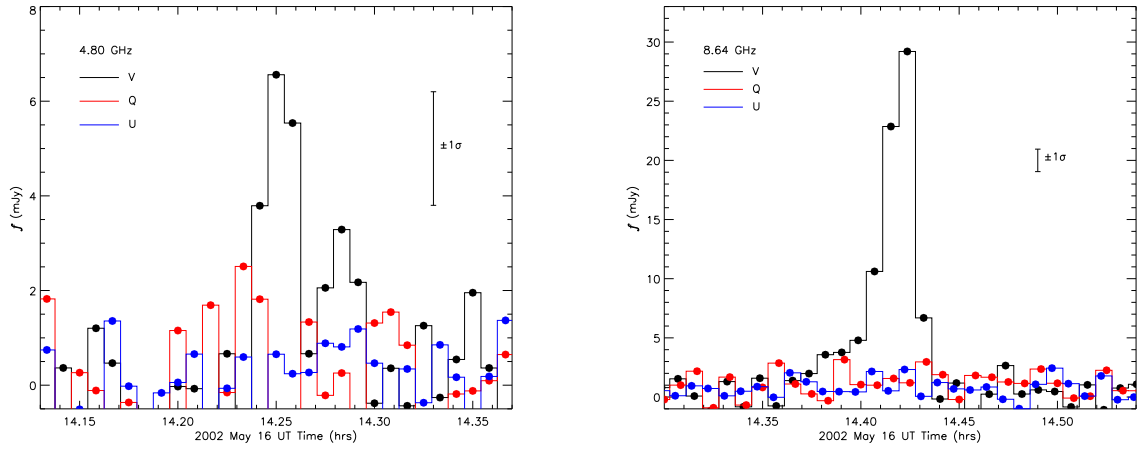 8
6
4
2
0
f (mJy)
4.80 GHz
V
Q
U
±1σ
14.15
14.20
14.25
14.30
14.35
2002 May 16 UT Time (hrs)
30
25
20
15
10
5
0
f (mJy)
8.64 GHz
V
Q
U
±1σ
14.35
14.40
14.45
14.50
2002 May 16 UT Time (hrs)